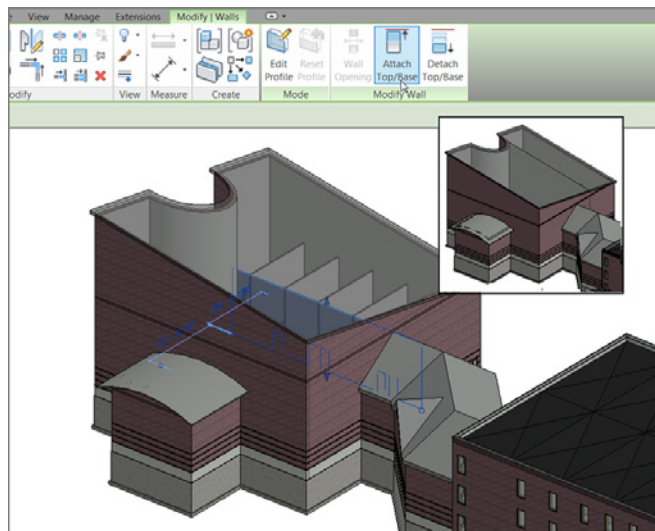 View Manage Extensions Modify | Walls
Edit Profile
Reset Profile
Wall Opening
Attach Top/Base
Detach Top/Base
View Measure Create Mode Modify Wall